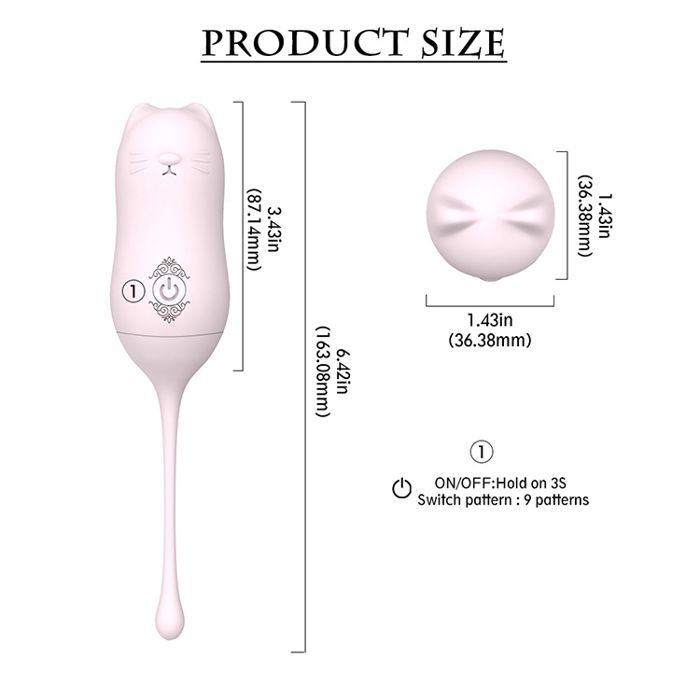 PRODUCT SIZE
3.43in
(87.14mm)
6.42in
(163.08mm)
1
1.43in
(36.38mm)
1.43in
(36.38mm)
1
ON/OFF:Hold on 3S
Switch pattern : 9 patterns